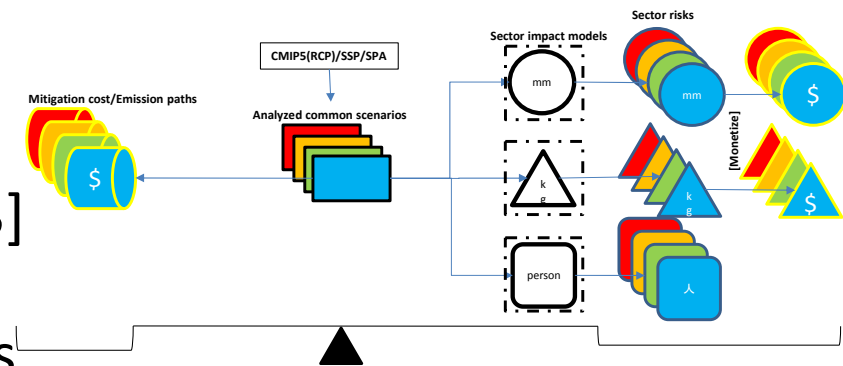 Sector risks
Sector impact models
CMIP5(RCP)/SSP/SPA
Mitigation cost/Emission paths
Analyzed common scenarios
mm
mm
$
[Monetize]
$
k
g
k
g
$
]
person
人
s